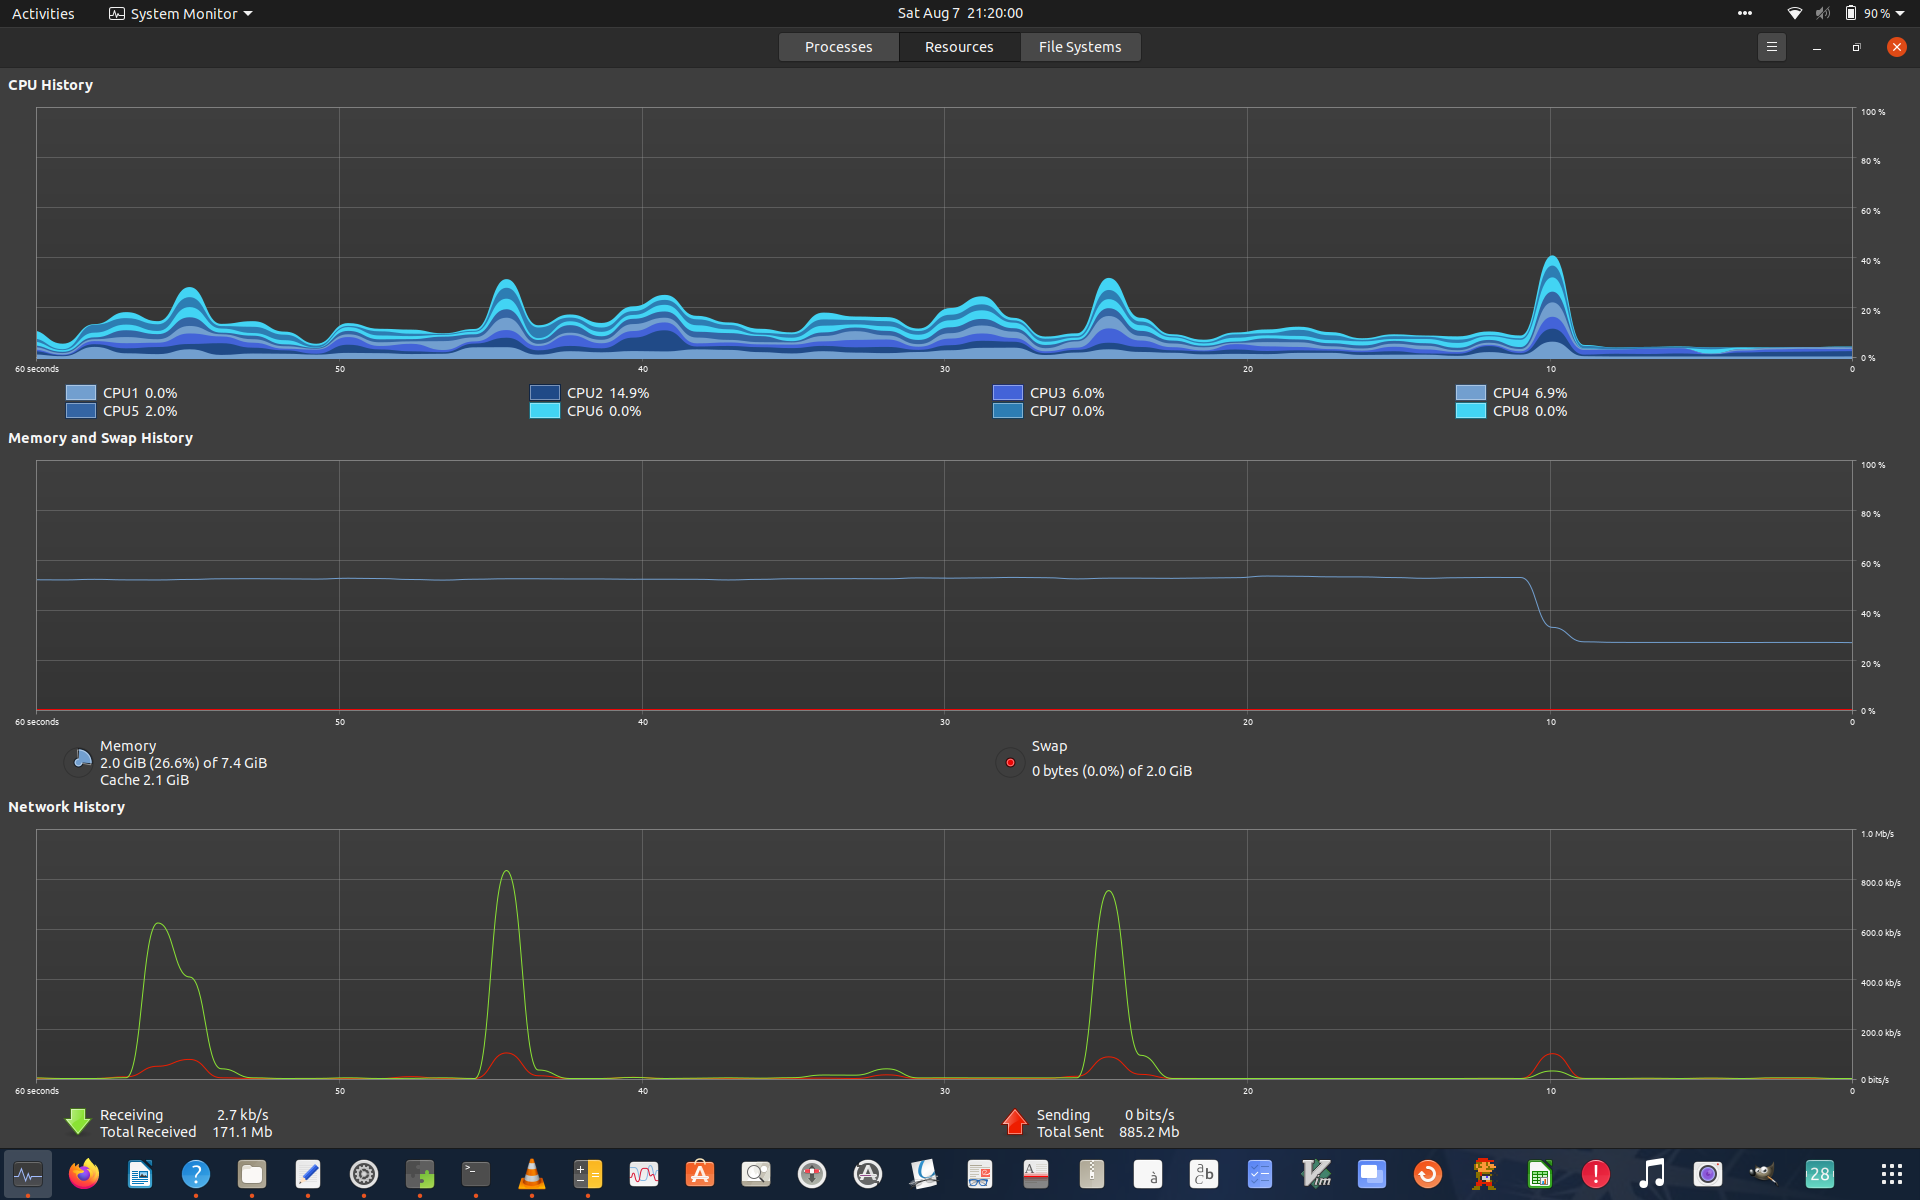 Activities System Monitor Sat Aug 7 21:20:00 90 %
Processes Resources File Systems
CPU History
100 %
80 %
60 %
40 %
20 %
0 %
60 seconds 50 40 30 20 10 0
CPU1 0.0% CPU2 14.9% CPU3 6.0% CPU4 6.9%
CPU5 2.0% CPU6 0.0% CPU7 0.0% CPU8 0.0%
Memory and Swap History
100 %
80 %
60 %
40 %
20 %
0 %
60 seconds 50 40 30 20 10 0
Memory
2.0 GiB (26.6%) of 7.4 GiB
Cache 2.1 GiB
Swap
0 bytes (0.0%) of 2.0 GiB
Network History
1.0 Mb/s
800.0 kb/s
600.0 kb/s
400.0 kb/s
200.0 kb/s
0 bits/s
60 seconds 50 40 30 20 10 0
Receiving 2.7 kb/s
Total Received 171.1 Mb
Sending 0 bits/s
Total Sent 885.2 Mb
? >_ A à a b c Vim ! 28